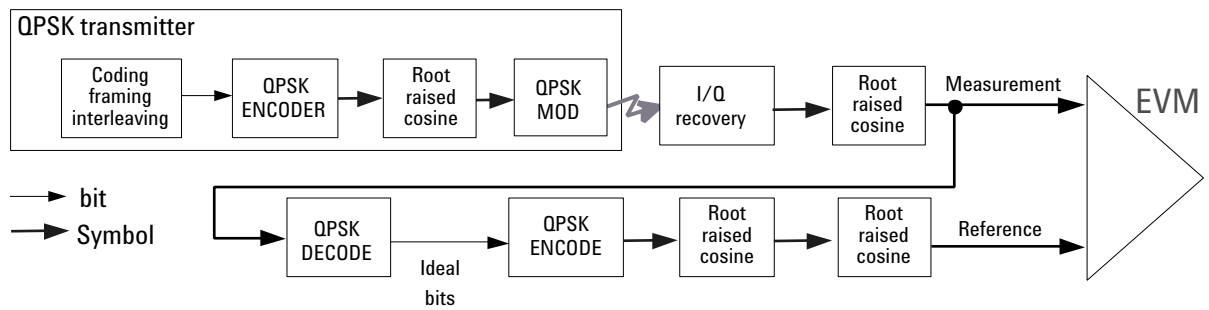 QPSK transmitter
Coding
framing
interleaving
QPSK
ENCODER
Root
raised
cosine
QPSK
MOD
I/Q
recovery
Root
raised
cosine
Measurement
EVM
bit
Symbol
QPSK
DECODE
Ideal
bits
QPSK
ENCODE
Root
raised
cosine
Root
raised
cosine
Reference